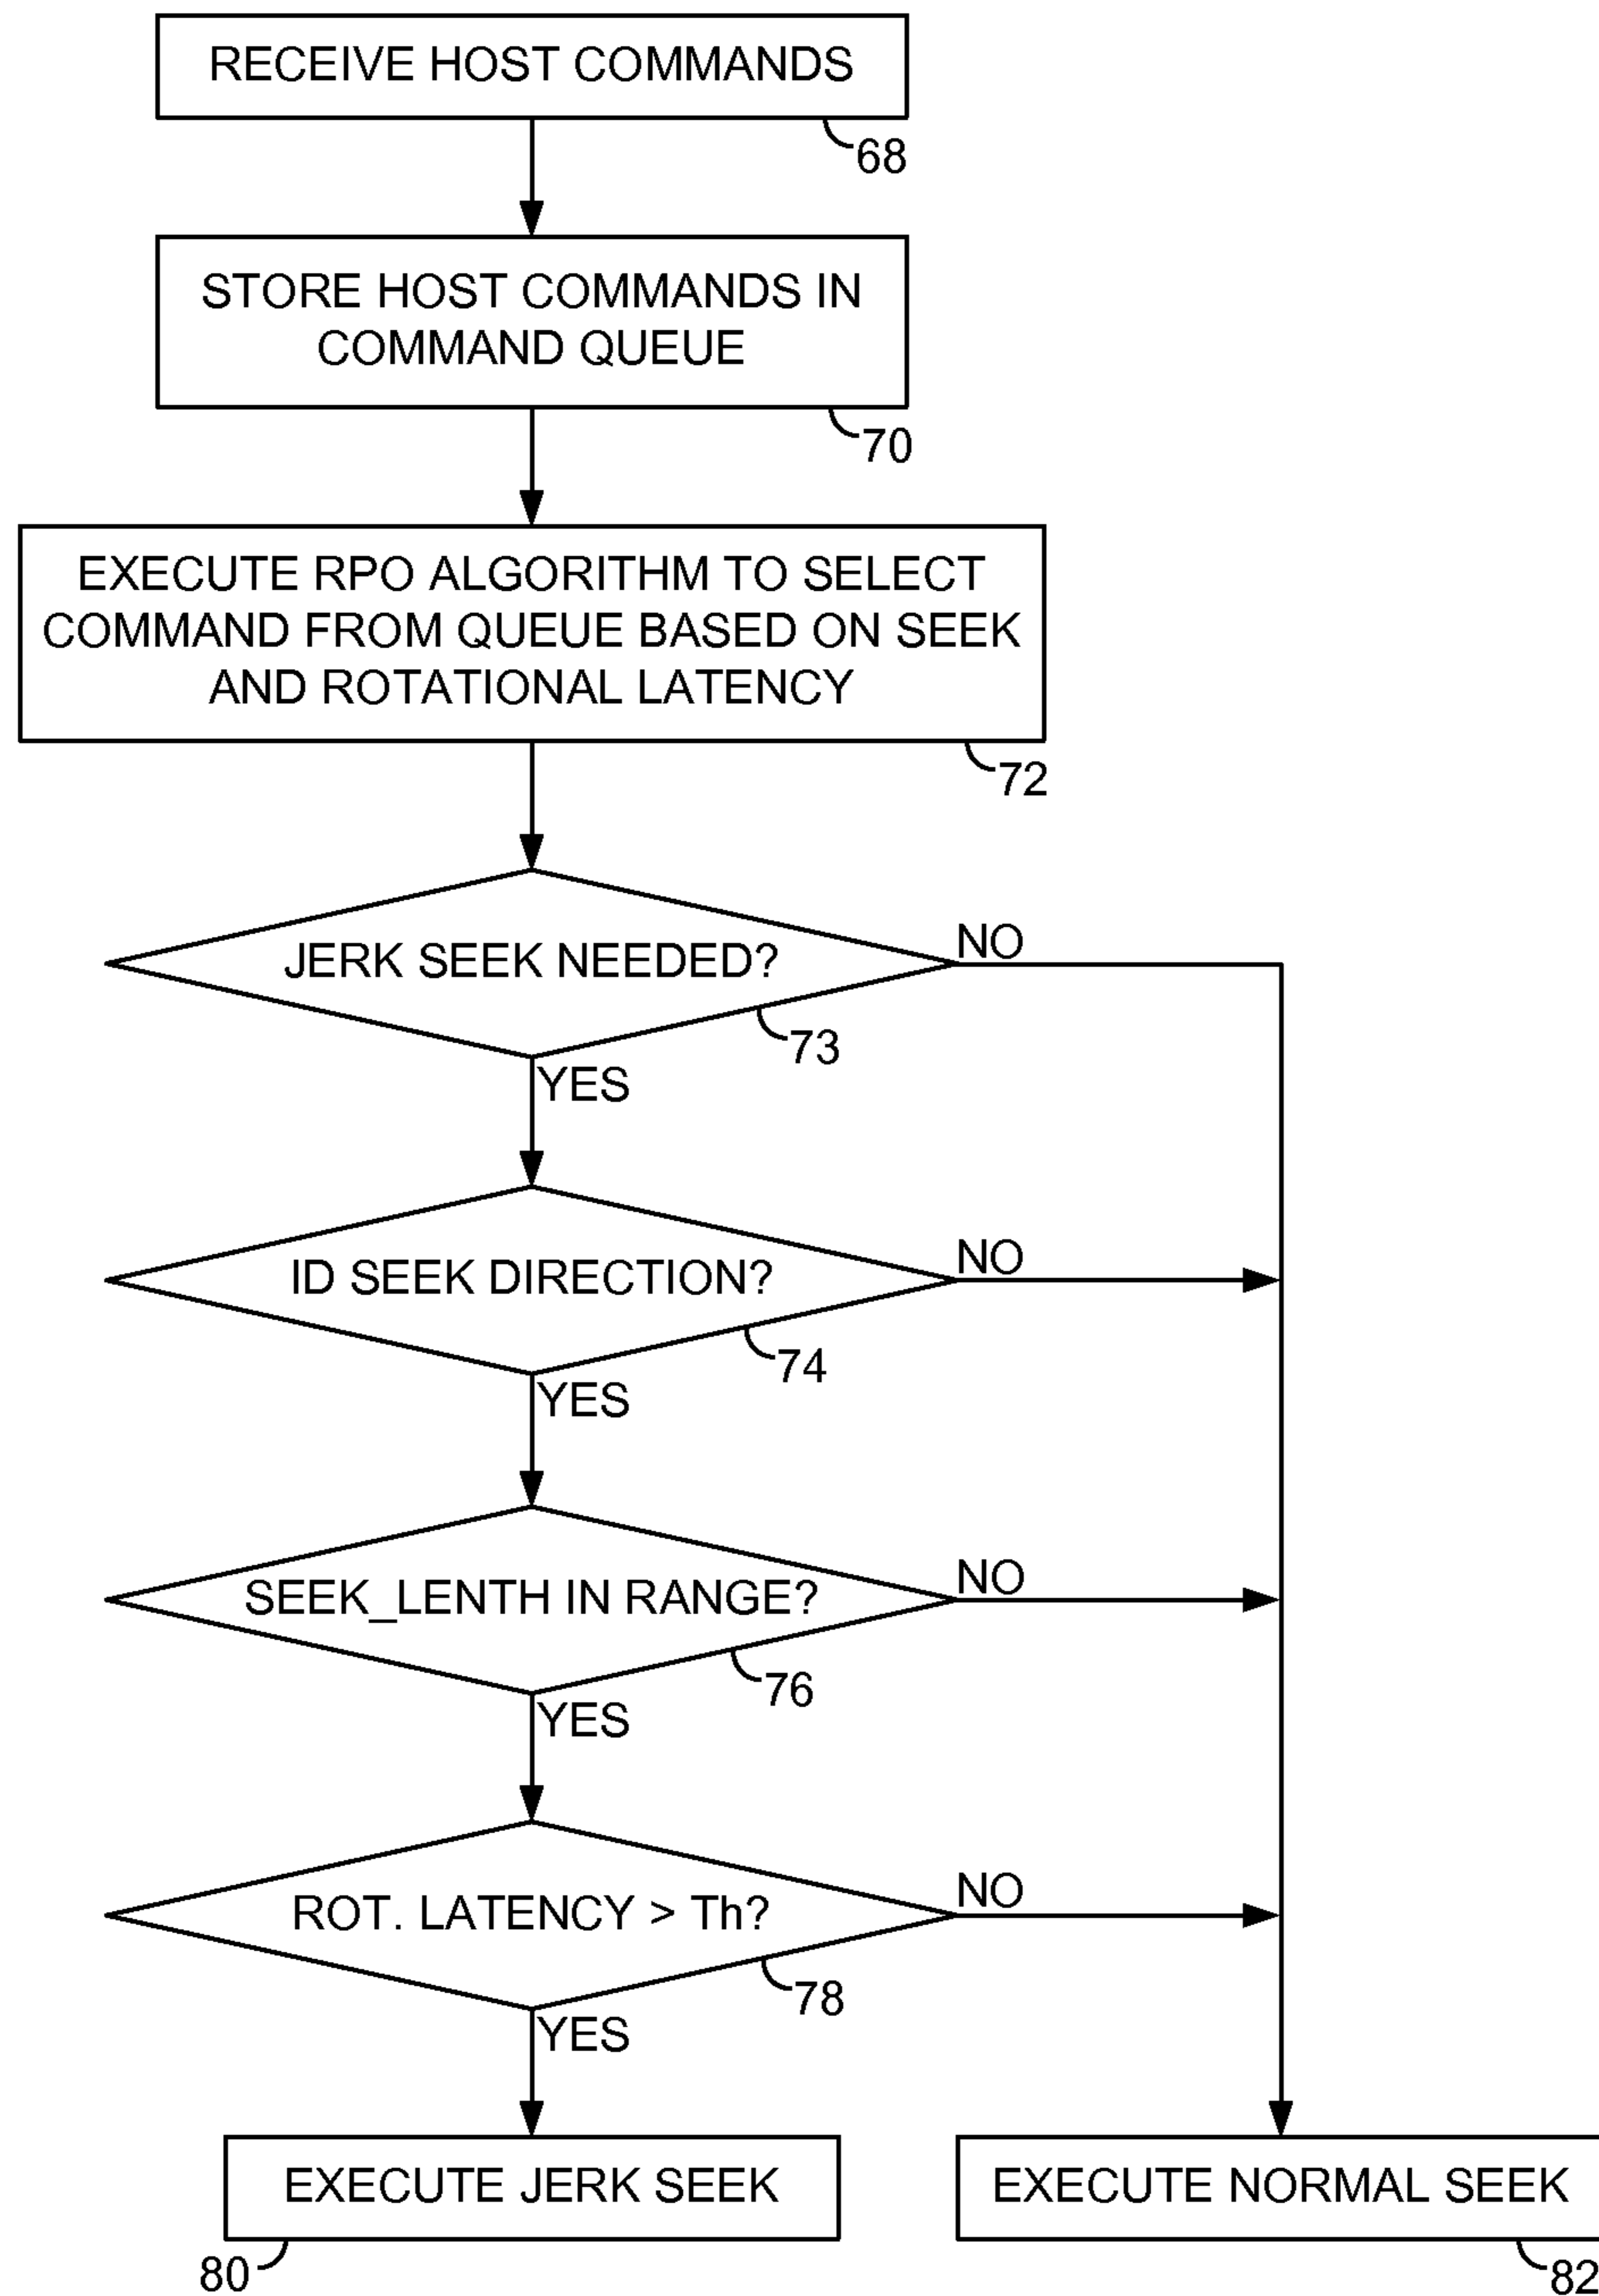 RECEIVE HOST COMMANDS
68
STORE HOST COMMANDS IN
COMMAND QUEUE
70
EXECUTE RPO ALGORITHM TO SELECT
COMMAND FROM QUEUE BASED ON SEEK
AND ROTATIONAL LATENCY
72
JERK SEEK NEEDED?
NO
73
YES
ID SEEK DIRECTION?
NO
74
YES
SEEK_LENTH IN RANGE?
NO
76
YES
ROT. LATENCY > Th?
NO
78
YES
EXECUTE JERK SEEK
80
EXECUTE NORMAL SEEK
82